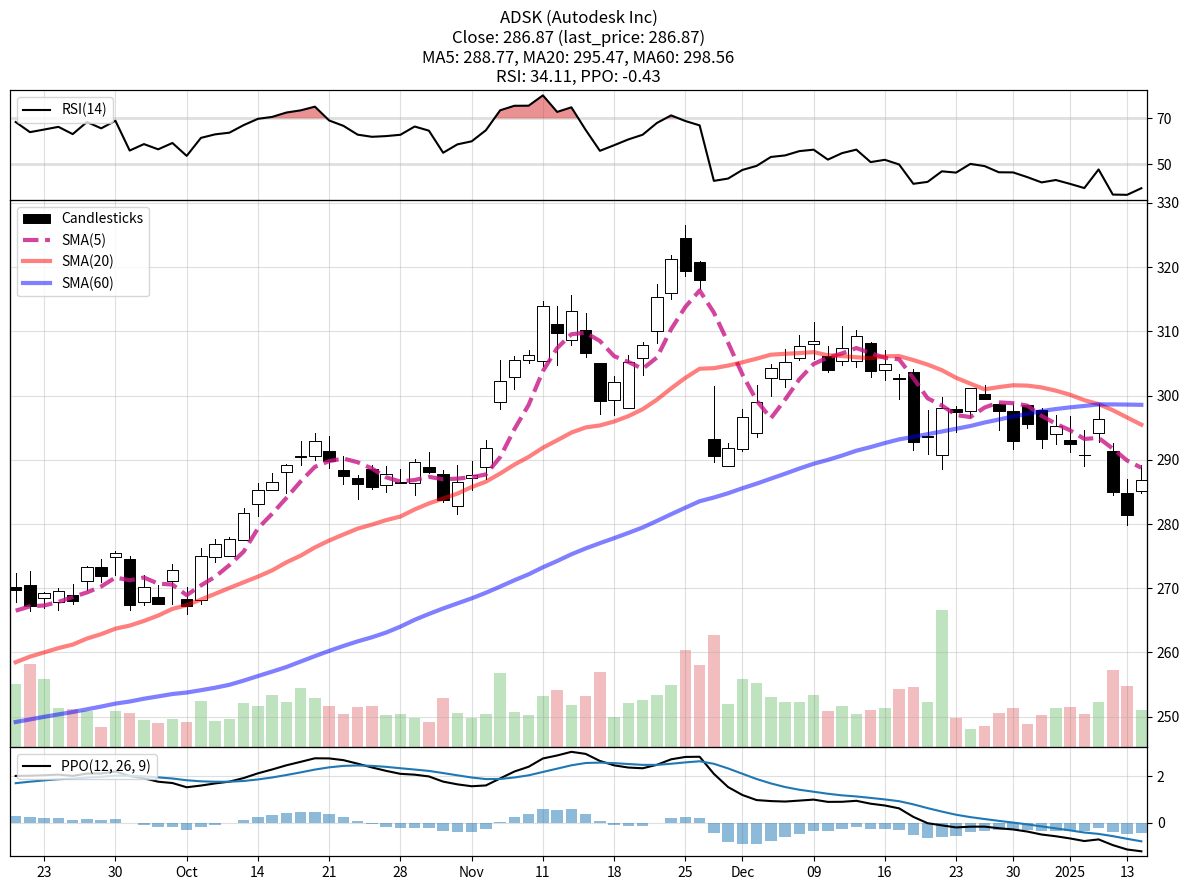 ADSK (Autodesk Inc)
Close: 286.87 (last_price: 286.87)
MA5: 288.77, MA20: 295.47, MA60: 298.56
RSI: 34.11, PPO: -0.43
RSI(14)
70
50
Candlesticks
SMA(5)
SMA(20)
SMA(60)
330
320
310
300
290
280
270
260
250
PPO(12, 26, 9)
2
0
23
30
Oct
14
21
28
Nov
11
18
25
Dec
09
16
23
30
2025
13